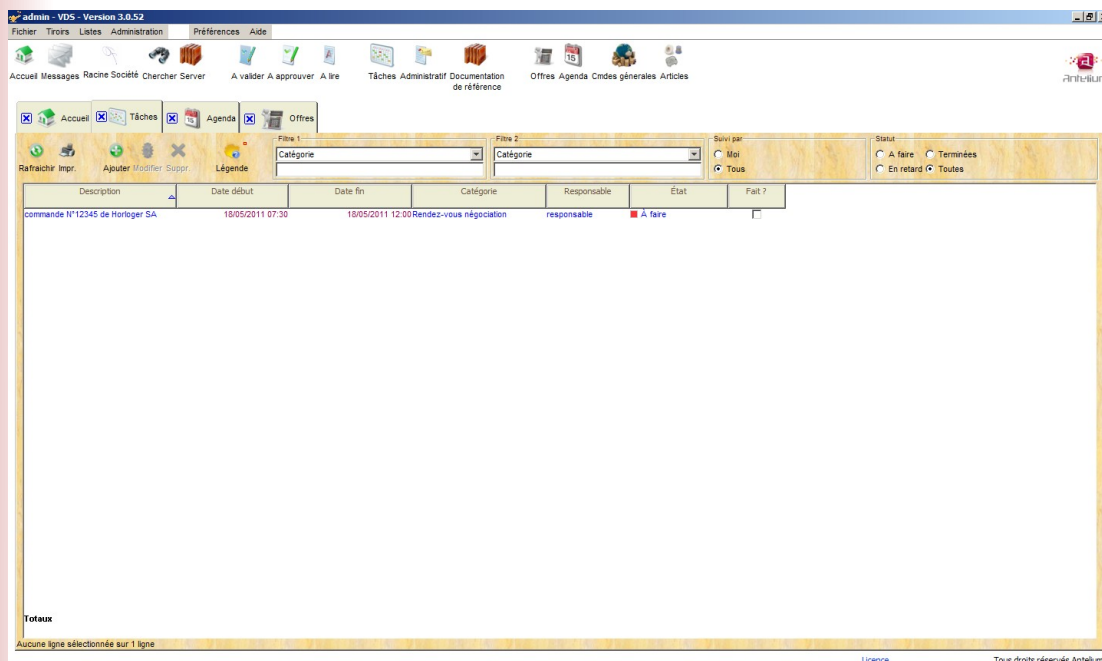 admin - VDS - Version 3.0.52
Fichier Tiroirs Listes Administration Préférences Aide
Accueil Messages Racine Société Chercher Server A valider A approuver A lire Tâches Administratif Documentation de référence Offres Agenda Cmdes génerales Articles
15
Antelium
Accueil Tâches Agenda Offres
Rafraichir Impr. Ajouter Modifier Suppr. Légende
Filtre 1 Filtre 2 Suivi par Statut
Catégorie Catégorie Moi A faire Terminées
Tous En retard Toutes
Description Date début Date fin Catégorie Responsable État Fait ?
commande N°12345 de Horloger SA 18/05/2011 07:30 18/05/2011 12:00 Rendez-vous négociation responsable À faire
Totaux
Aucune ligne sélectionnée sur 1 ligne
Licence Tous droits réservés Antelium